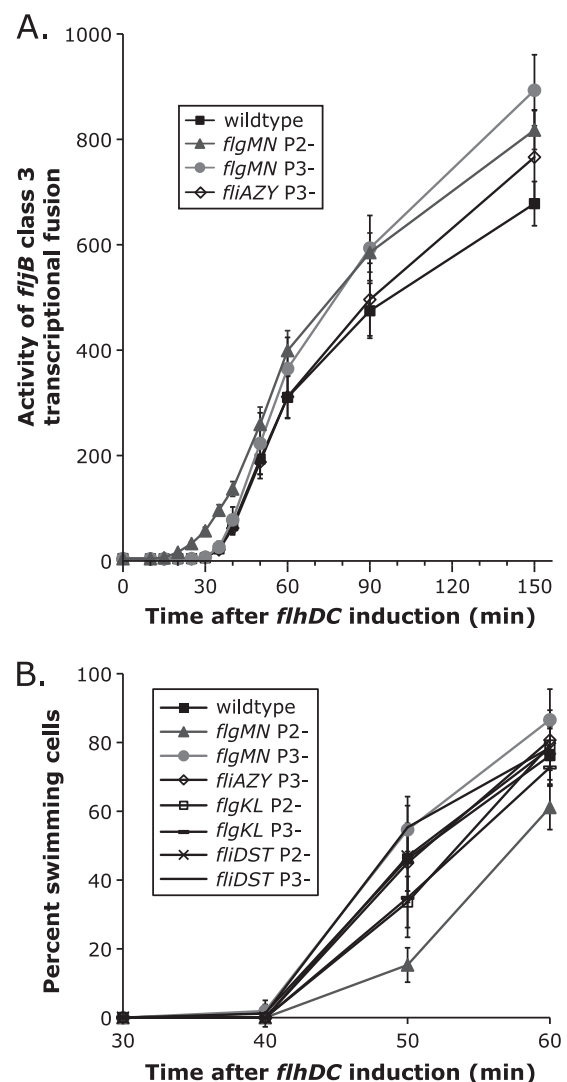 A.
Activity of fljB class 3
transcriptional fusion
1000
800
600
400
200
0
wildtype
flgMN P2-
flgMN P3-
fliAZY P3-
0 30 60 90 120 150
Time after flhDC induction (min)
B.
Percent swimming cells
100
80
60
40
20
0
wildtype
flgMN P2-
flgMN P3-
fliAZY P3-
flgKL P2-
flgKL P3-
fliDST P2-
fliDST P3-
30 40 50 60
Time after flhDC induction (min)